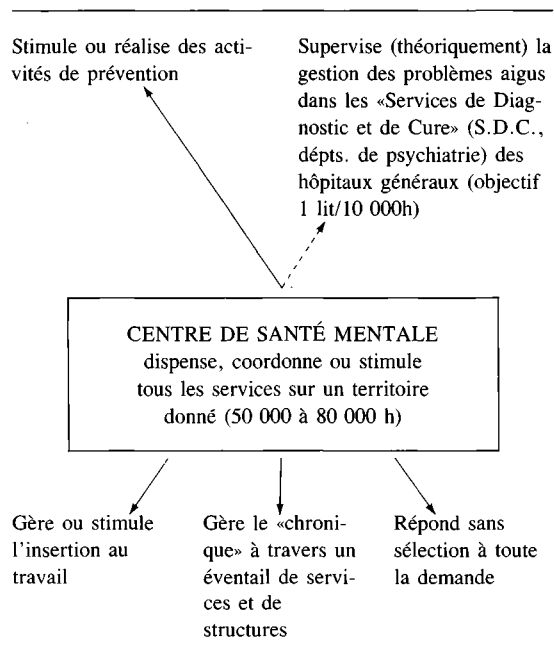 Stimule ou réalise des acti-
vités de prévention
Supervise (théoriquement) la
gestion des problèmes aigus
dans les «Services de Diag-
nostic et de Cure» (S.D.C.,
dépts. de psychiatrie) des
hôpitaux généraux (objectif
1 lit/10 000h)
CENTRE DE SANTÉ MENTALE
dispense, coordonne ou stimule
tous les services sur un territoire
donné (50 000 à 80 000 h)
Gère ou stimule
l'insertion au
travail
Gère le «chroni-
que» à travers un
éventail de servi-
ces et de
structures
Répond sans
sélection à toute
la demande